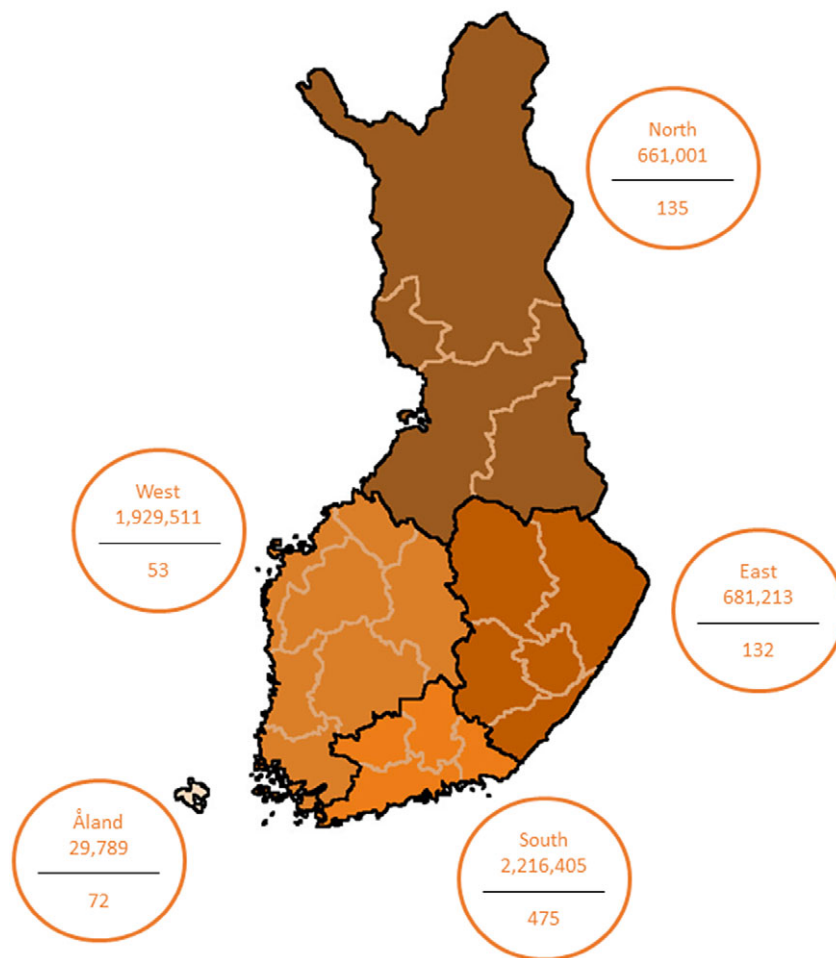 North
661,001
135
West
1,929,511
53
East
681,213
132
Åland
29,789
72
South
2,216,405
475